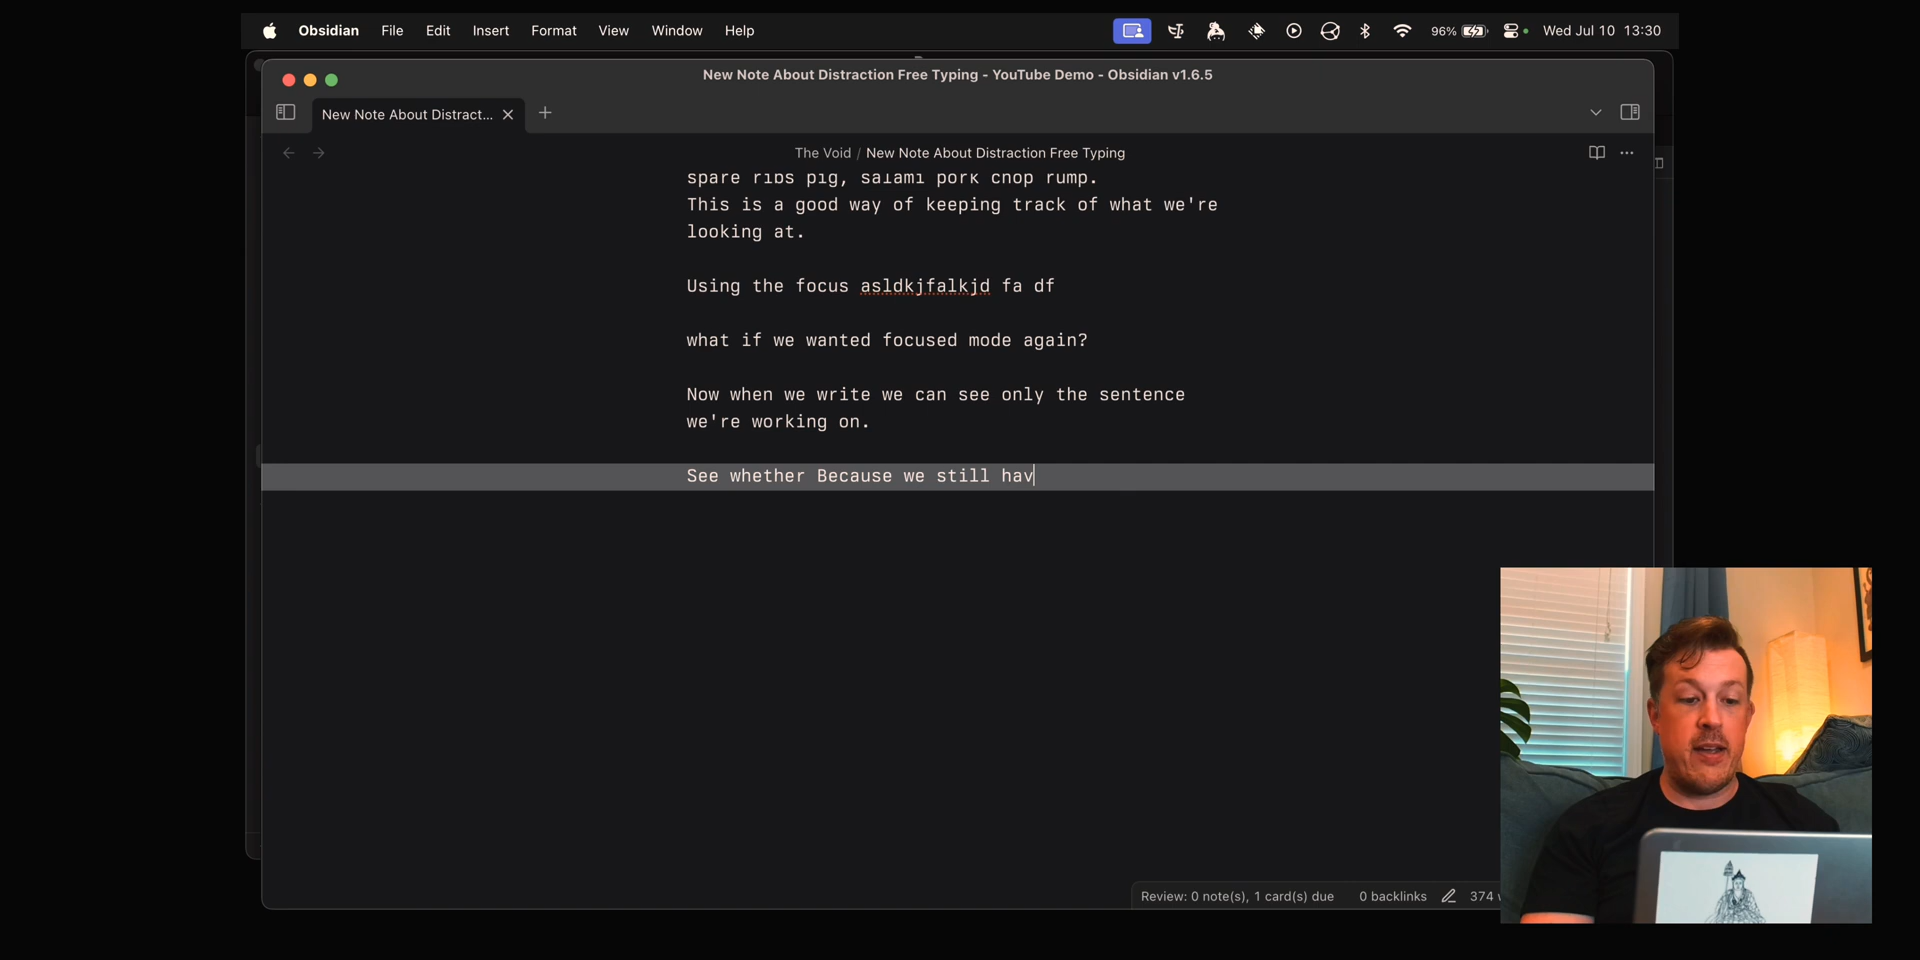 Obsidian File Edit Insert Format View Window Help 96% Wed Jul 10 13:30
New Note About Distraction Free Typing - YouTube Demo - Obsidian v1.6.5
New Note About Distract...
The Void / New Note About Distraction Free Typing
spare ribs pig, salami pork chop rump.
This is a good way of keeping track of what we're
looking at.
Using the focus asldkjfalkjd fa df
what if we wanted focused mode again?
Now when we write we can see only the sentence
we're working on.
See whether Because we still hav
Review: 0 note(s), 1 card(s) due 0 backlinks 374